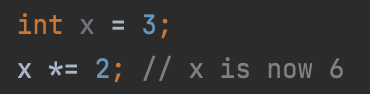 int x = 3;
x *= 2; // x is now 6